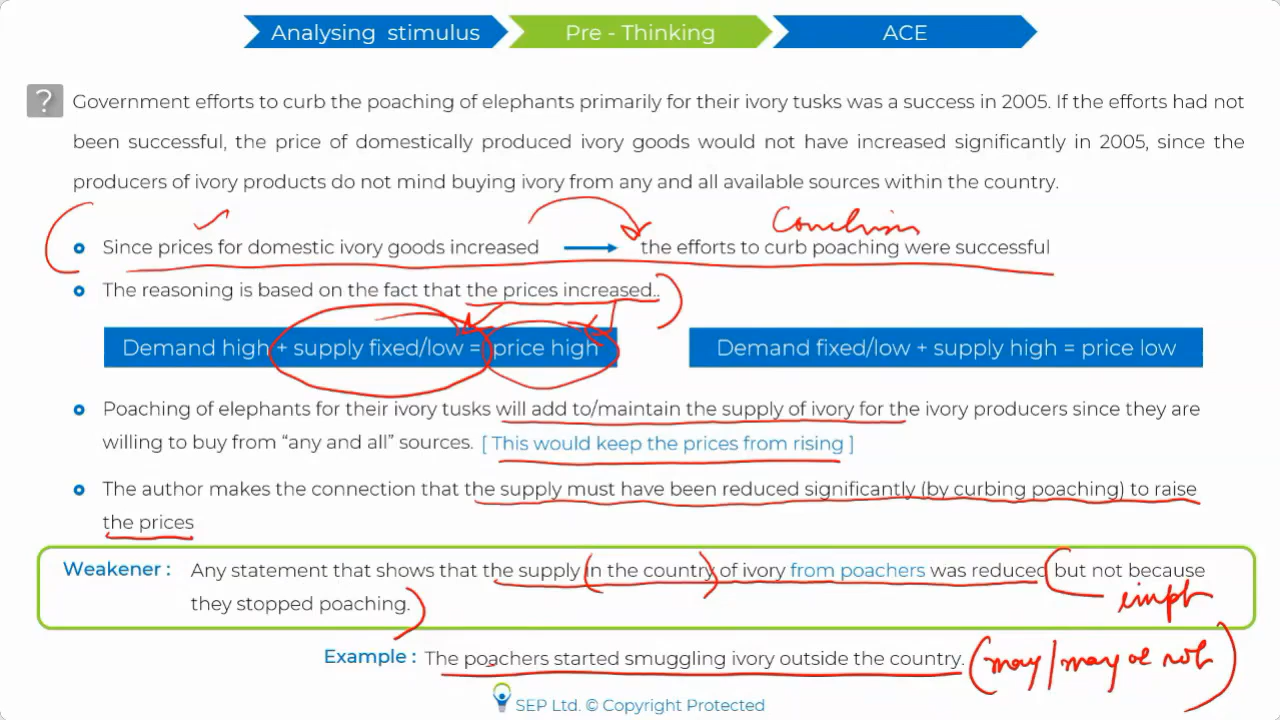 Analysing stimulus
Pre - Thinking
ACE
?
Government efforts to curb the poaching of elephants primarily for their ivory tusks was a success in 2005. If the efforts had not
been successful, the price of domestically produced ivory goods would not have increased significantly in 2005, since the
producers of ivory products do not mind buying ivory from any and all available sources within the country.
Conclusion
Since prices for domestic ivory goods increased → the efforts to curb poaching were successful
The reasoning is based on the fact that the prices increased..
Demand high + supply fixed/low = price high
Demand fixed/low + supply high = price low
Poaching of elephants for their ivory tusks will add to/maintain the supply of ivory for the ivory producers since they are
willing to buy from “any and all” sources. [ This would keep the prices from rising ]
The author makes the connection that the supply must have been reduced significantly (by curbing poaching) to raise
the prices
Weakener : Any statement that shows that the supply in the country of ivory from poachers was reduced but not because
they stopped poaching.
Example : The poachers started smuggling ivory outside the country. (may/may or not)
SEP Ltd. © Copyright Protected